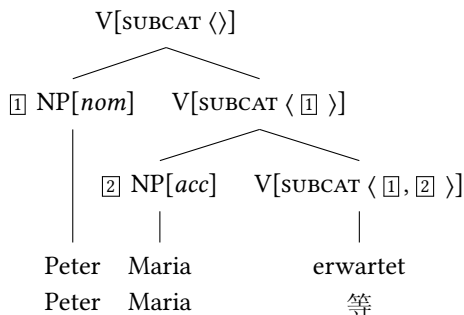 V[SUBCAT ⟨⟩]
[1] NP[nom] V[SUBCAT ⟨ [1] ⟩]
[2] NP[acc] V[SUBCAT ⟨ [1], [2] ⟩]
Peter Maria erwartet
Peter Maria 等